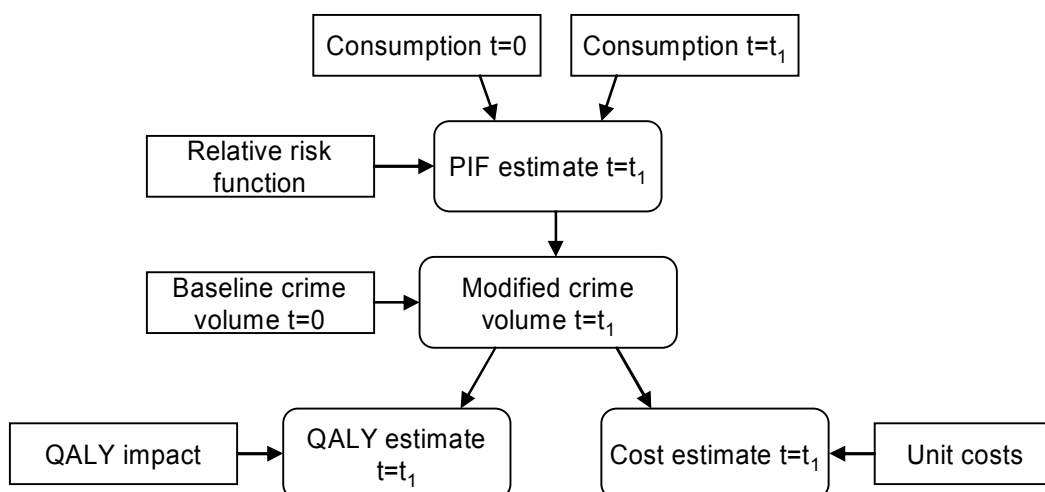 Consumption t=0
Consumption t=t₁
Relative risk
function
PIF estimate t=t₁
Baseline crime
volume t=0
Modified crime
volume t=t₁
QALY impact
QALY estimate
t=t₁
Cost estimate t=t₁
Unit costs